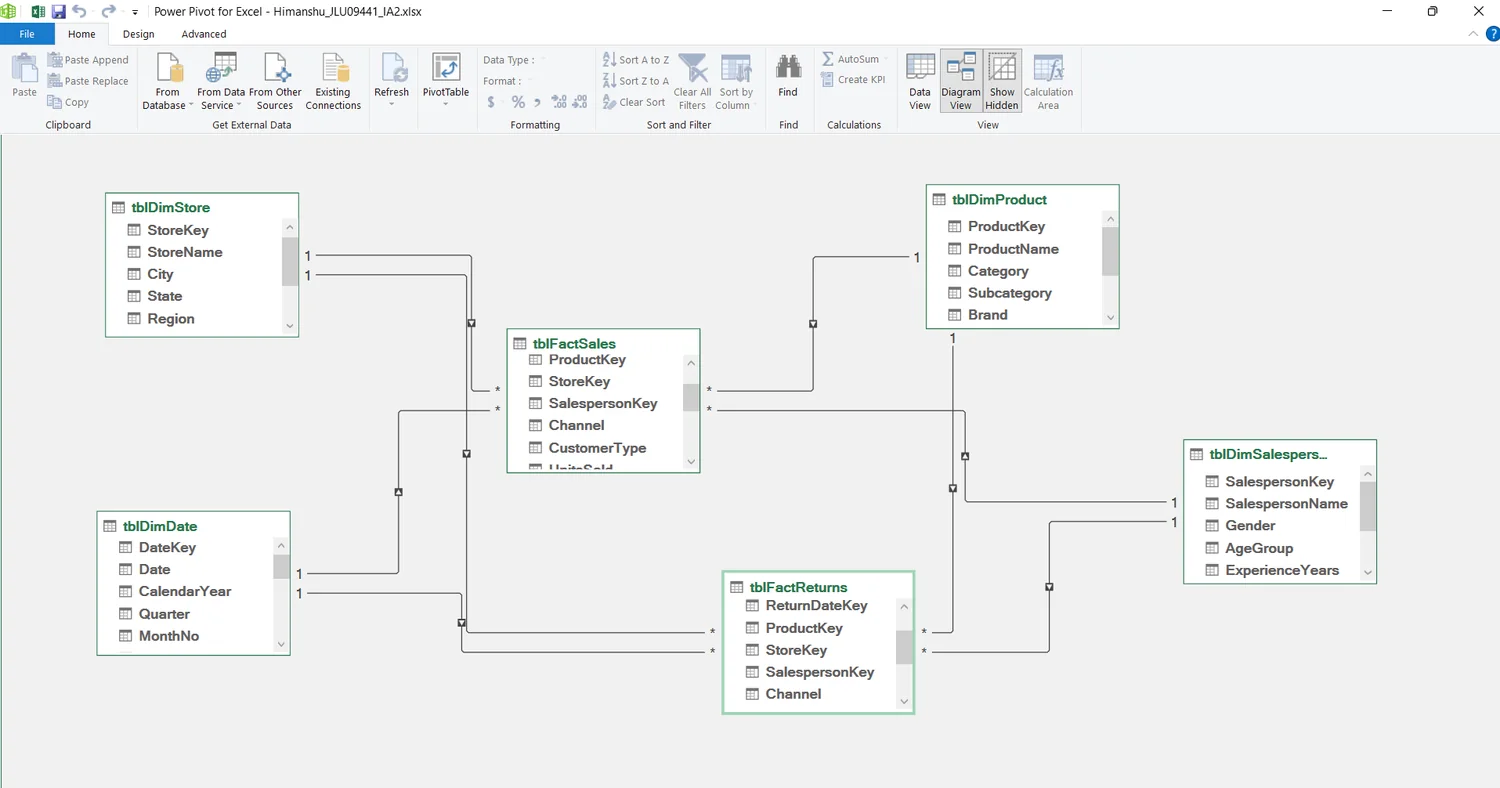 Power Pivot for Excel - Himanshu_JLU09441_IA2.xlsx
File Home Design Advanced
?
Paste
Paste Append
Paste Replace
Copy
Clipboard
From Database
From Data Service
From Other Sources
Existing Connections
Get External Data
Refresh
PivotTable
Data Type :
Format :
$ % , .00 .00
Formatting
Sort A to Z
Sort Z to A
Clear Sort
Clear All Filters
Sort by Column
Sort and Filter
Find
Find
AutoSum
Create KPI
Calculations
Data View
Diagram View
Show Hidden
Calculation Area
View
tblDimStore
StoreKey
StoreName
City
State
Region
1
1
tblDimProduct
ProductKey
ProductName
Category
Subcategory
Brand
1
1
tblFactSales
ProductKey
StoreKey
SalespersonKey
Channel
CustomerType
UnitsSold
*
*
*
*
tblDimSalespers...
SalespersonKey
SalespersonName
Gender
AgeGroup
ExperienceYears
1
1
tblDimDate
DateKey
Date
CalendarYear
Quarter
MonthNo
1
1
tblFactReturns
ReturnDateKey
ProductKey
StoreKey
SalespersonKey
Channel
*
*
*
*